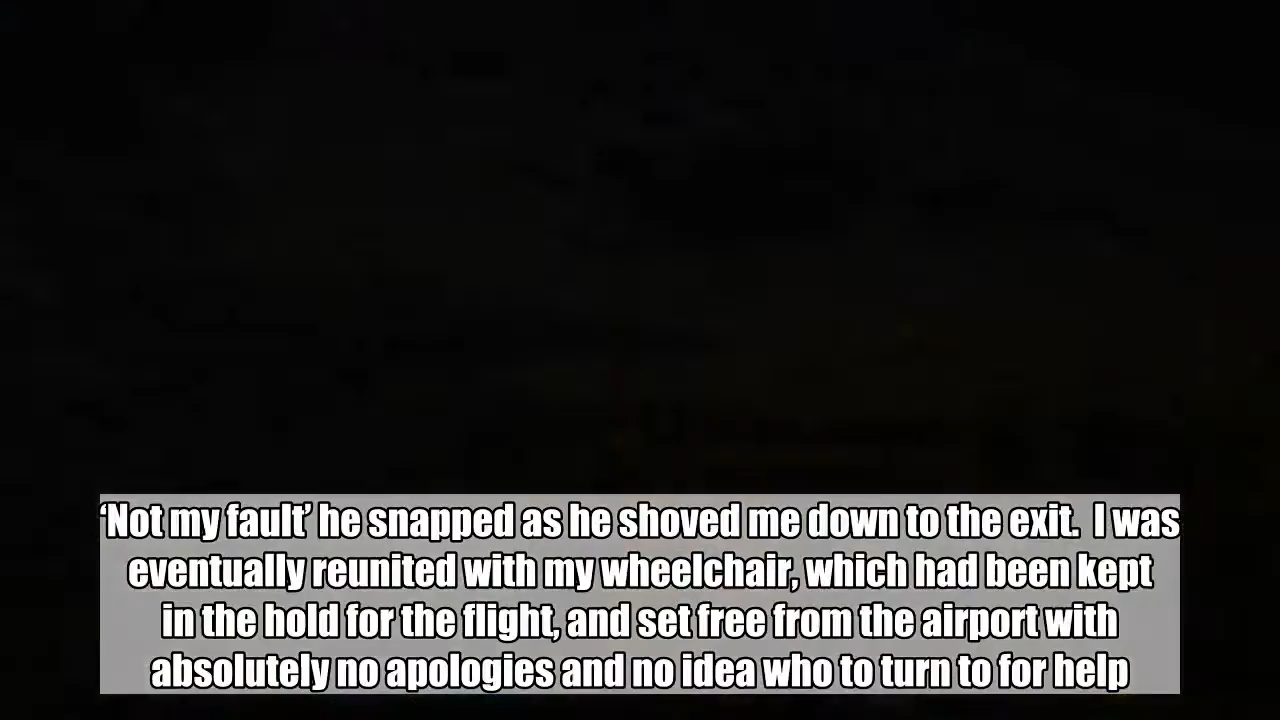 ‘Not my fault’ he snapped as he shoved me down to the exit.  I was
eventually reunited with my wheelchair, which had been kept
in the hold for the flight, and set free from the airport with
absolutely no apologies and no idea who to turn to for help